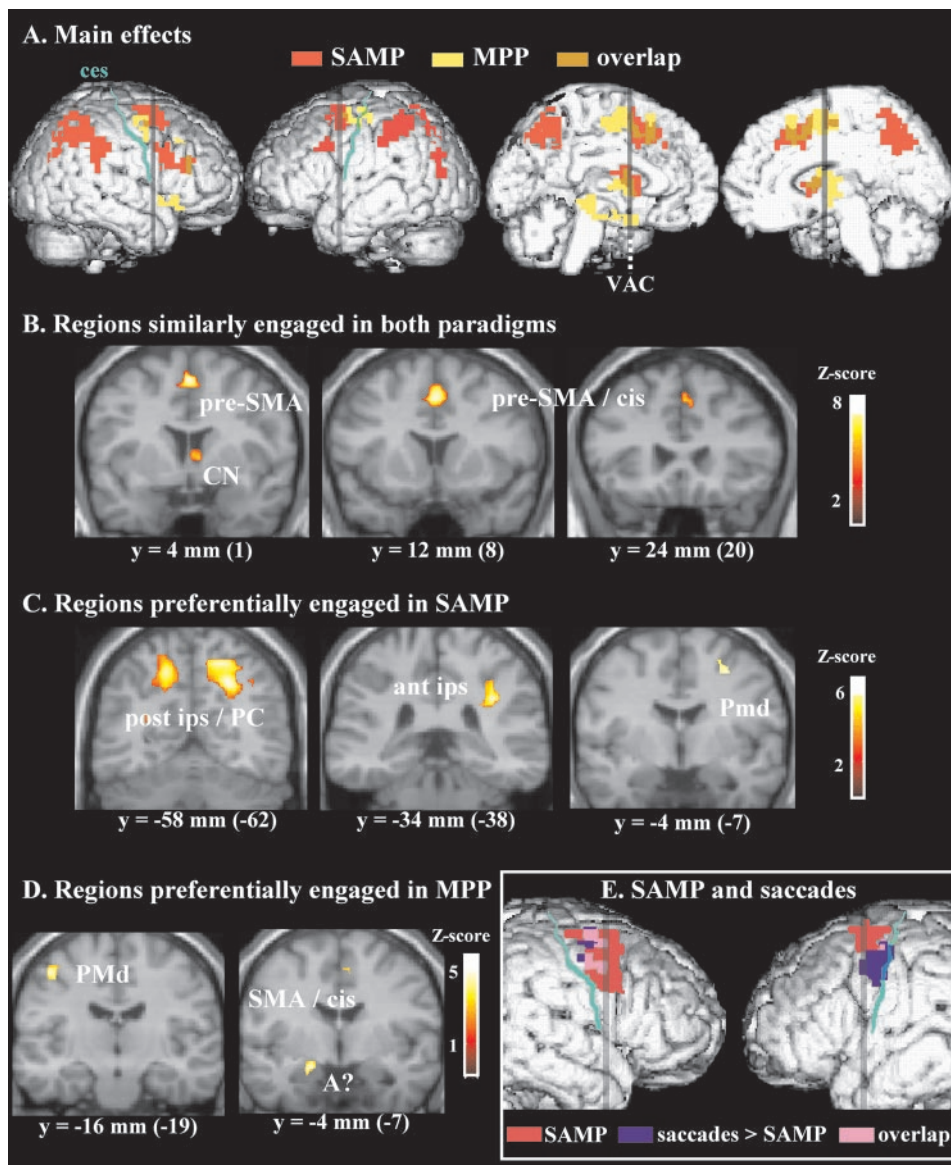 A. Main effects
SAMP MPP overlap
ces
VAC
B. Regions similarly engaged in both paradigms
Z-score
8
2
pre-SMA
CN
pre-SMA / cis
y = 4 mm (1) y = 12 mm (8) y = 24 mm (20)
C. Regions preferentially engaged in SAMP
Z-score
6
2
post ips / PC
ant ips
Pmd
y = -58 mm (-62) y = -34 mm (-38) y = -4 mm (-7)
D. Regions preferentially engaged in MPP
Z-score
5
1
PMd
SMA / cis
A?
y = -16 mm (-19) y = -4 mm (-7)
E. SAMP and saccades
SAMP saccades > SAMP overlap